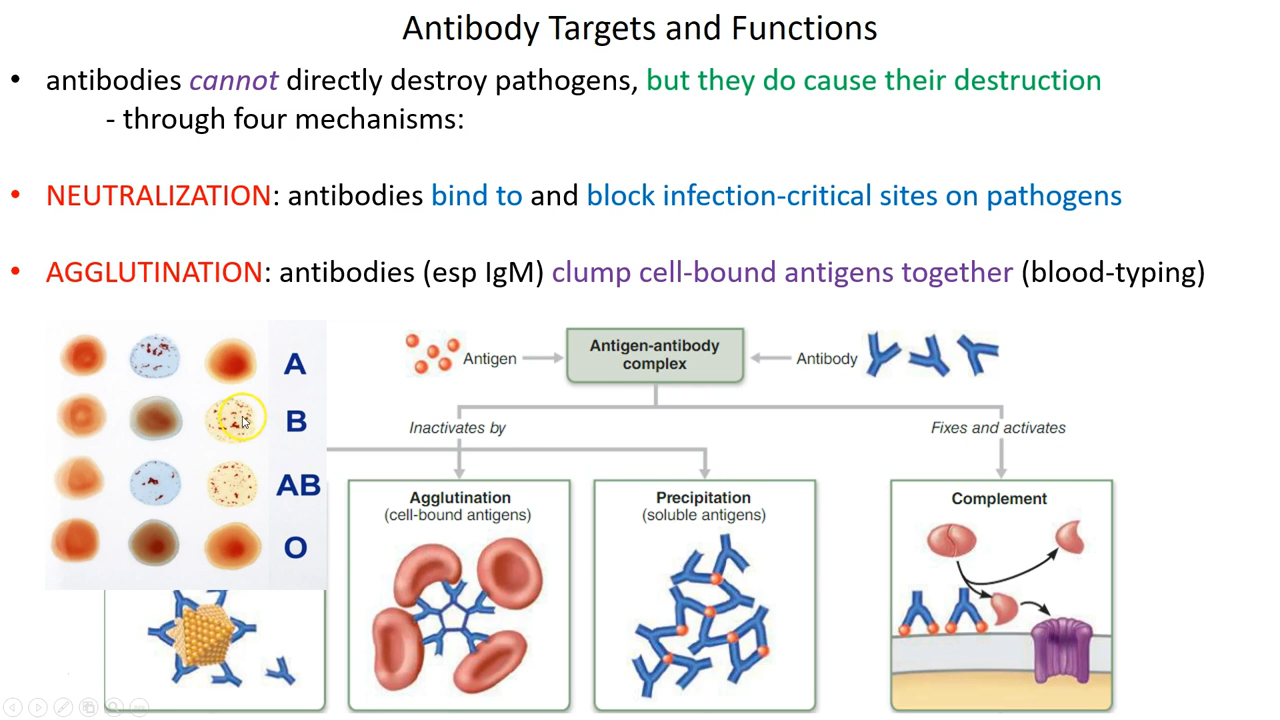 Antibody Targets and Functions
• antibodies cannot directly destroy pathogens, but they do cause their destruction
- through four mechanisms:
• NEUTRALIZATION: antibodies bind to and block infection-critical sites on pathogens
• AGGLUTINATION: antibodies (esp IgM) clump cell-bound antigens together (blood-typing)
A
B
AB
O
Antigen
Antigen-antibody
complex
Antibody
Inactivates by
Fixes and activates
Agglutination
(cell-bound antigens)
Precipitation
(soluble antigens)
Complement